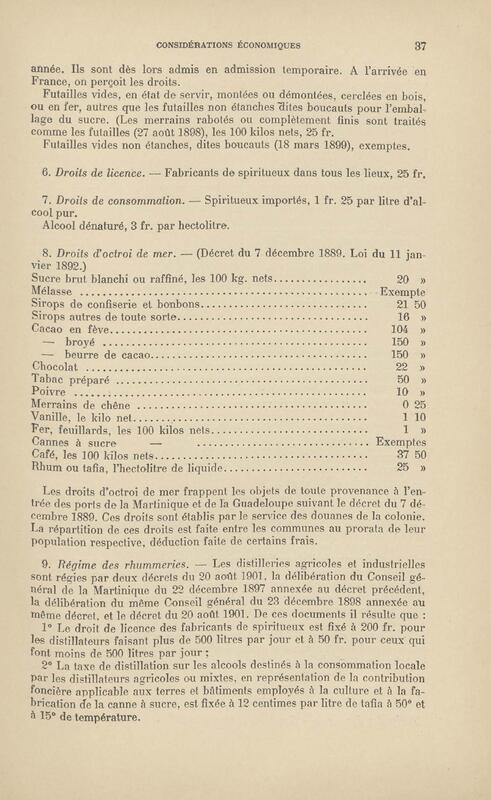 CONSIDÉRATIONS ÉCONOMIQUES 37
année. Ils sont dès lors admis en admission temporaire. A l'arrivée en
France, on perçoit les droits.
Futailles vides, en état de servir, montées ou démontées, cerclées en bois,
ou en fer, autres que les futailles non étanches dites boucauts pour l'embal-
lage du sucre. (Les merrains rabotés ou complètement finis sont traités
comme les futailles (27 août 1898), les 100 kilos nets, 25 fr.
Futailles vides non étanches, dites boucauts (18 mars 1899), exemptes.
6. Droits de licence. — Fabricants de spiritueux dans tous les lieux, 25 fr.
7. Droits de consommation. — Spiritueux importés, 1 fr. 25 par litre d'al-
cool pur.
Alcool dénaturé, 3 fr. par hectolitre.
8. Droits d'octroi de mer. — (Décret du 7 décembre 1889. Loi du 11 jan-
vier 1892.)
Sucre brut blanchi ou raffiné, les 100 kg. nets................. 20 »
Mélasse .................................................... Exempte
Sirops de confiserie et bonbons.............................. 21 50
Sirops autres de toute sorte.................................. 16 »
Cacao en fève.............................................. 104 »
— broyé ............................................... 150 »
— beurre de cacao...................................... 150 »
Chocolat .................................................. 22 »
Tabac préparé ............................................. 50 »
Poivre .................................................... 10 »
Merrains de chêne ......................................... 0 25
Vanille, le kilo net.......................................... 1 10
Fer, feuillards, les 100 kilos nets............................. 1 »
Cannes à sucre — ............................... Exemptes
Café, les 100 kilos nets...................................... 37 50
Rhum ou tafia, l'hectolitre de liquide.......................... 25 »
Les droits d'octroi de mer frappent les objets de toute provenance à l'en-
trée des ports de la Martinique et de la Guadeloupe suivant le décret du 7 dé-
cembre 1889. Ces droits sont établis par le service des douanes de la colonie.
La répartition de ces droits est faite entre les communes au prorata de leur
population respective, déduction faite de certains frais.
9. Régime des rhummeries. — Les distilleries agricoles et industrielles
sont régies par deux décrets du 20 août 1901, la délibération du Conseil gé-
néral de la Martinique du 22 décembre 1897 annexée au décret précédent,
la délibération du même Conseil général du 23 décembre 1898 annexée au
même décret, et le décret du 20 août 1901. De ces documents il résulte que :
1° Le droit de licence des fabricants de spiritueux est fixé à 200 fr. pour
les distillateurs faisant plus de 500 litres par jour et à 50 fr. pour ceux qui
font moins de 500 litres par jour ;
2° La taxe de distillation sur les alcools destinés à la consommation locale
par les distillateurs agricoles ou mixtes, en représentation de la contribution
foncière applicable aux terres et bâtiments employés à la culture et à la fa-
brication de la canne à sucre, est fixée à 12 centimes par litre de tafia à 50° et
à 15° de température.